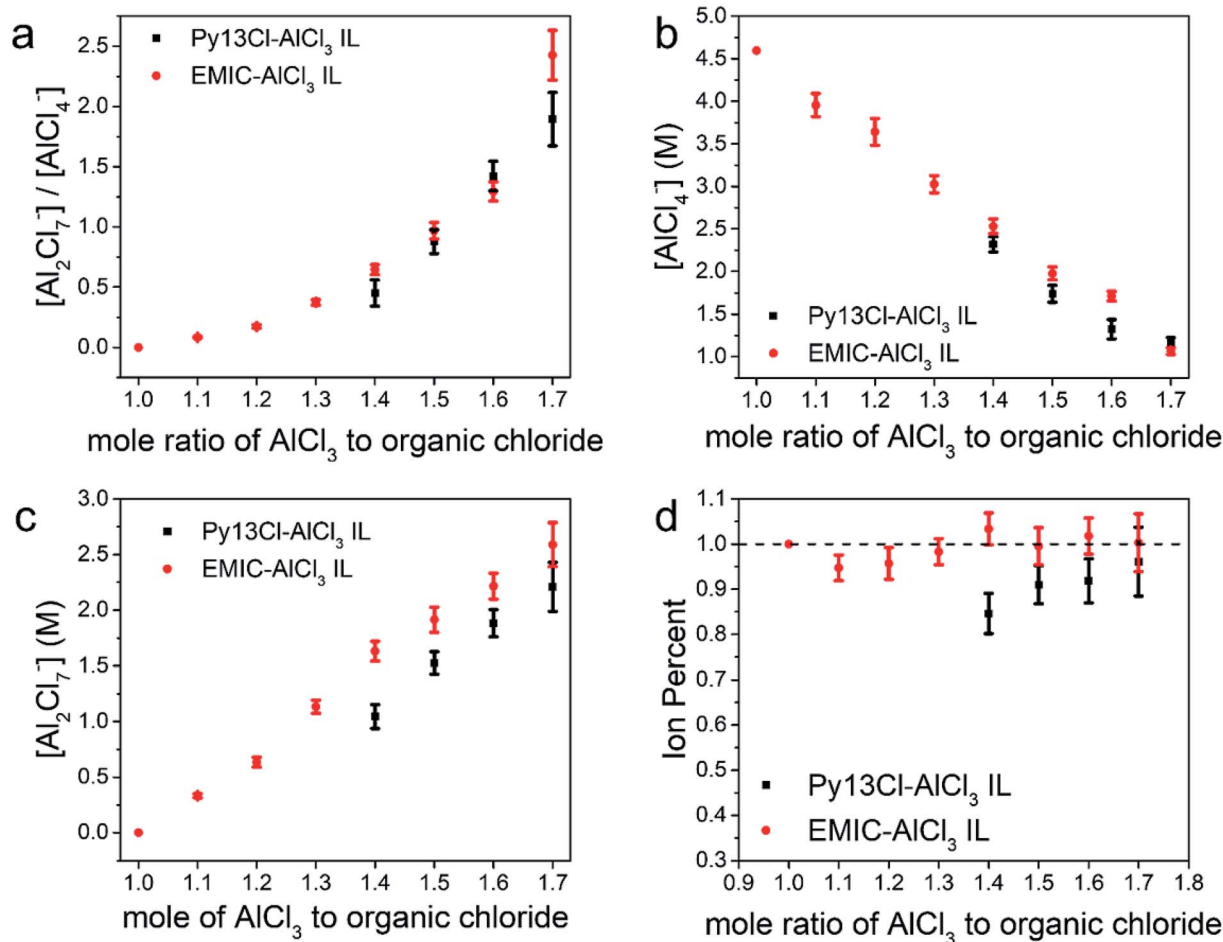 a
Py13Cl-AlCl₃ IL
EMIC-AlCl₃ IL
[Al₂Cl₇⁻] / [AlCl₄⁻]
2.5
2.0
1.5
1.0
0.5
0.0
1.0 1.1 1.2 1.3 1.4 1.5 1.6 1.7
mole ratio of AlCl₃ to organic chloride
b
[AlCl₄⁻] (M)
5.0
4.5
4.0
3.5
3.0
2.5
2.0
1.5
1.0
Py13Cl-AlCl₃ IL
EMIC-AlCl₃ IL
1.0 1.1 1.2 1.3 1.4 1.5 1.6 1.7
mole ratio of AlCl₃ to organic chloride
c
Py13Cl-AlCl₃ IL
EMIC-AlCl₃ IL
[Al₂Cl₇⁻] (M)
3.0
2.5
2.0
1.5
1.0
0.5
0.0
1.0 1.1 1.2 1.3 1.4 1.5 1.6 1.7
mole of AlCl₃ to organic chloride
d
Ion Percent
1.1
1.0
0.9
0.8
0.7
0.6
0.5
0.4
0.3
Py13Cl-AlCl₃ IL
EMIC-AlCl₃ IL
0.9 1.0 1.1 1.2 1.3 1.4 1.5 1.6 1.7 1.8
mole ratio of AlCl₃ to organic chloride